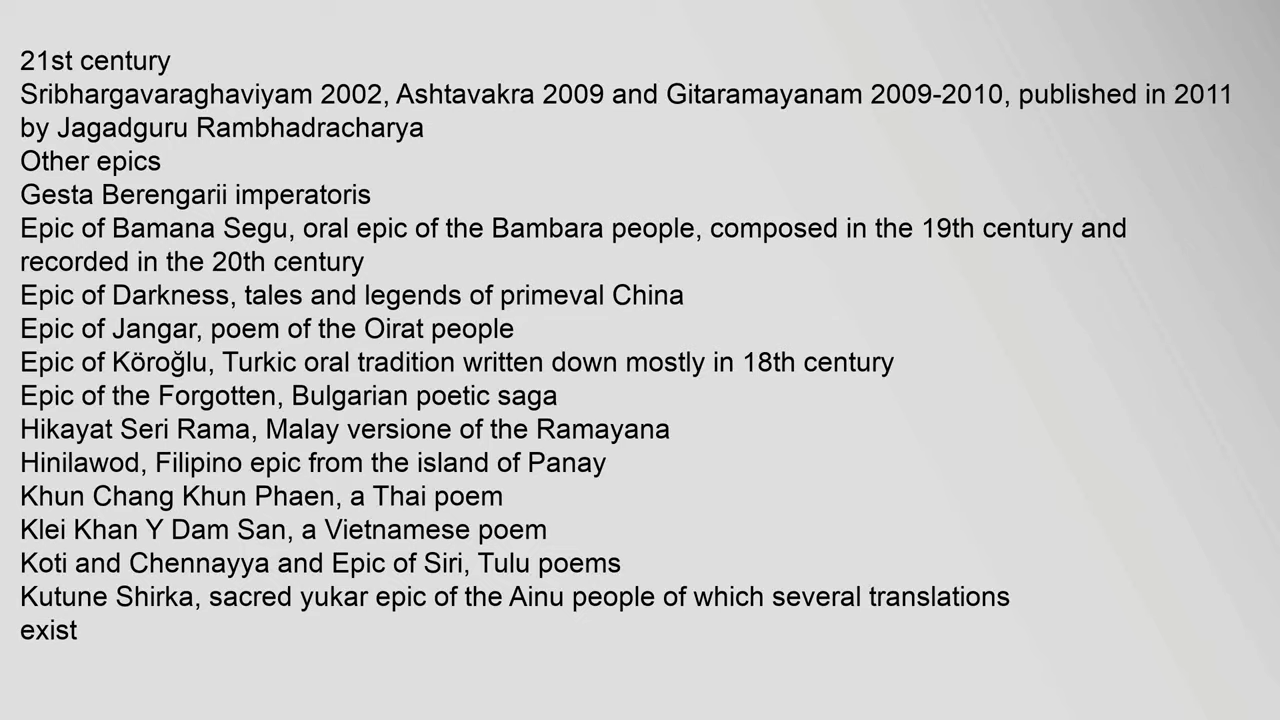 21st century
Sribhargavaraghaviyam 2002, Ashtavakra 2009 and Gitaramayanam 2009-2010, published in 2011
by Jagadguru Rambhadracharya
Other epics
Gesta Berengarii imperatoris
Epic of Bamana Segu, oral epic of the Bambara people, composed in the 19th century and
recorded in the 20th century
Epic of Darkness, tales and legends of primeval China
Epic of Jangar, poem of the Oirat people
Epic of Köroğlu, Turkic oral tradition written down mostly in 18th century
Epic of the Forgotten, Bulgarian poetic saga
Hikayat Seri Rama, Malay versione of the Ramayana
Hinilawod, Filipino epic from the island of Panay
Khun Chang Khun Phaen, a Thai poem
Klei Khan Y Dam San, a Vietnamese poem
Koti and Chennayya and Epic of Siri, Tulu poems
Kutune Shirka, sacred yukar epic of the Ainu people of which several translations
exist